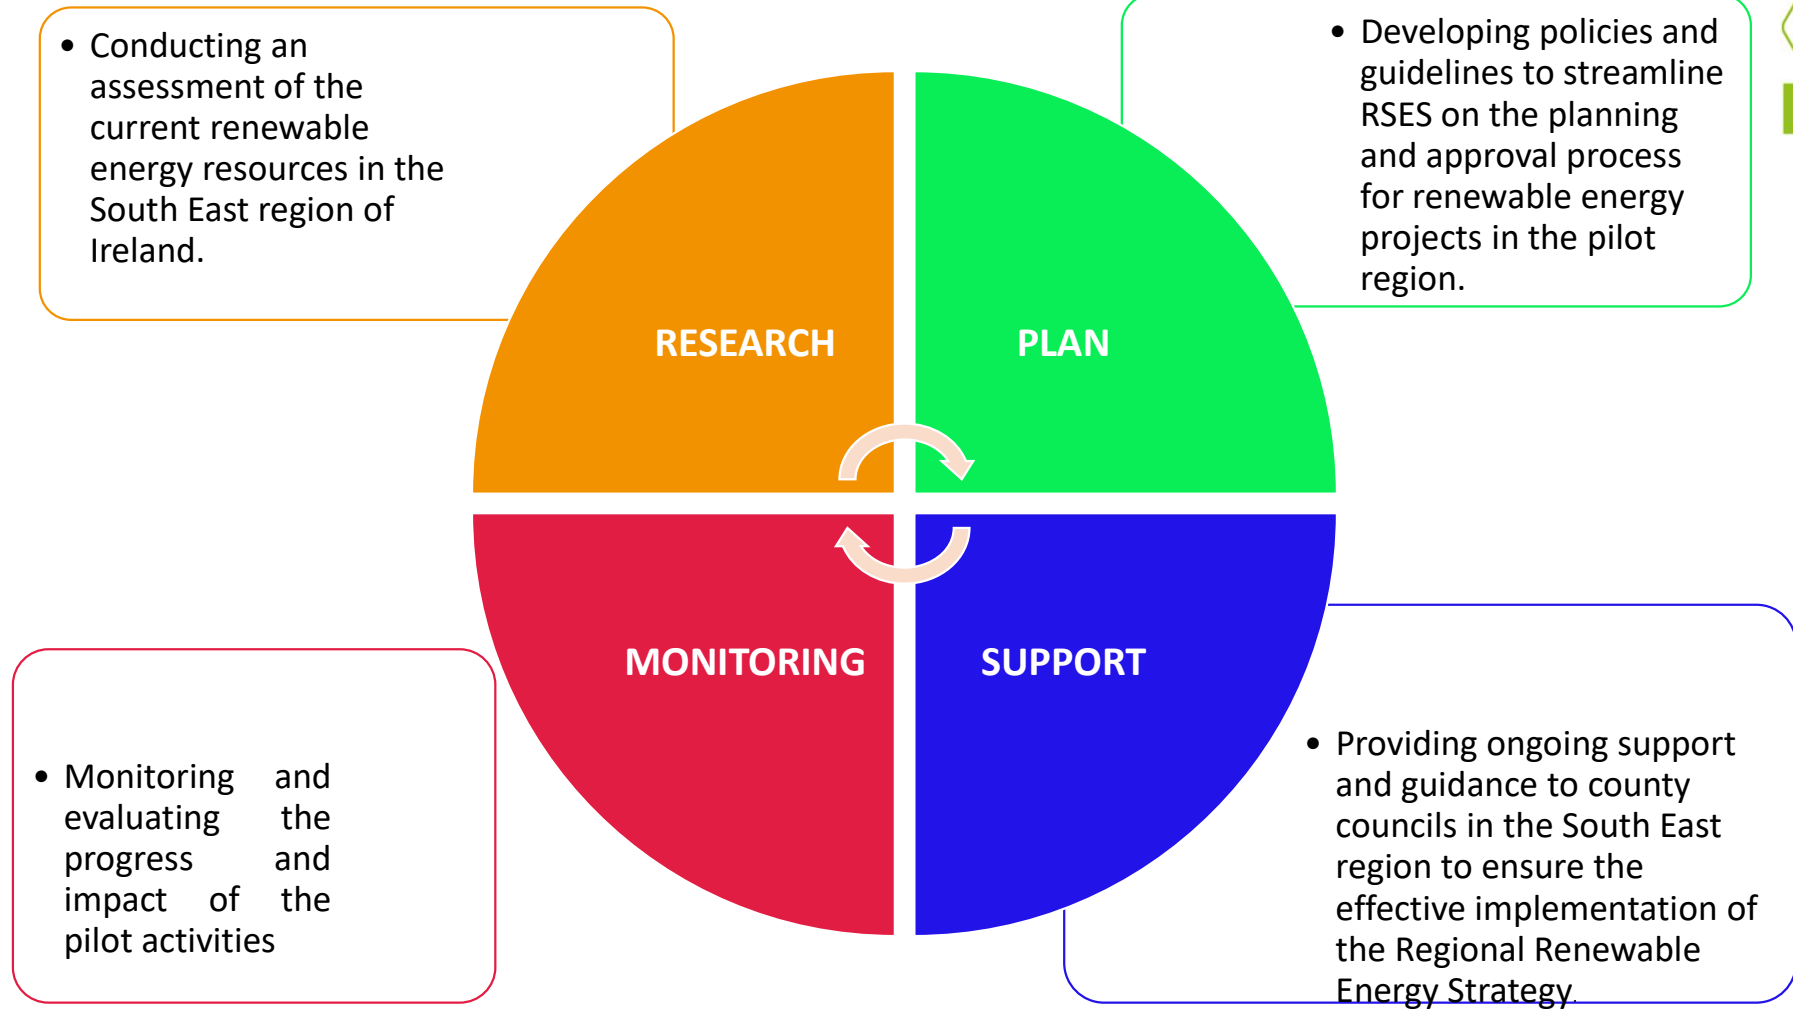 • Conducting an
assessment of the
current renewable
energy resources in the
South East region of
Ireland.
• Developing policies and
guidelines to streamline
RSES on the planning
and approval process
for renewable energy
projects in the pilot
region.
RESEARCH
PLAN
MONITORING
SUPPORT
• Monitoring and
evaluating the
progress and
impact of the
pilot activities
• Providing ongoing support
and guidance to county
councils in the South East
region to ensure the
effective implementation of
the Regional Renewable
Energy Strategy.